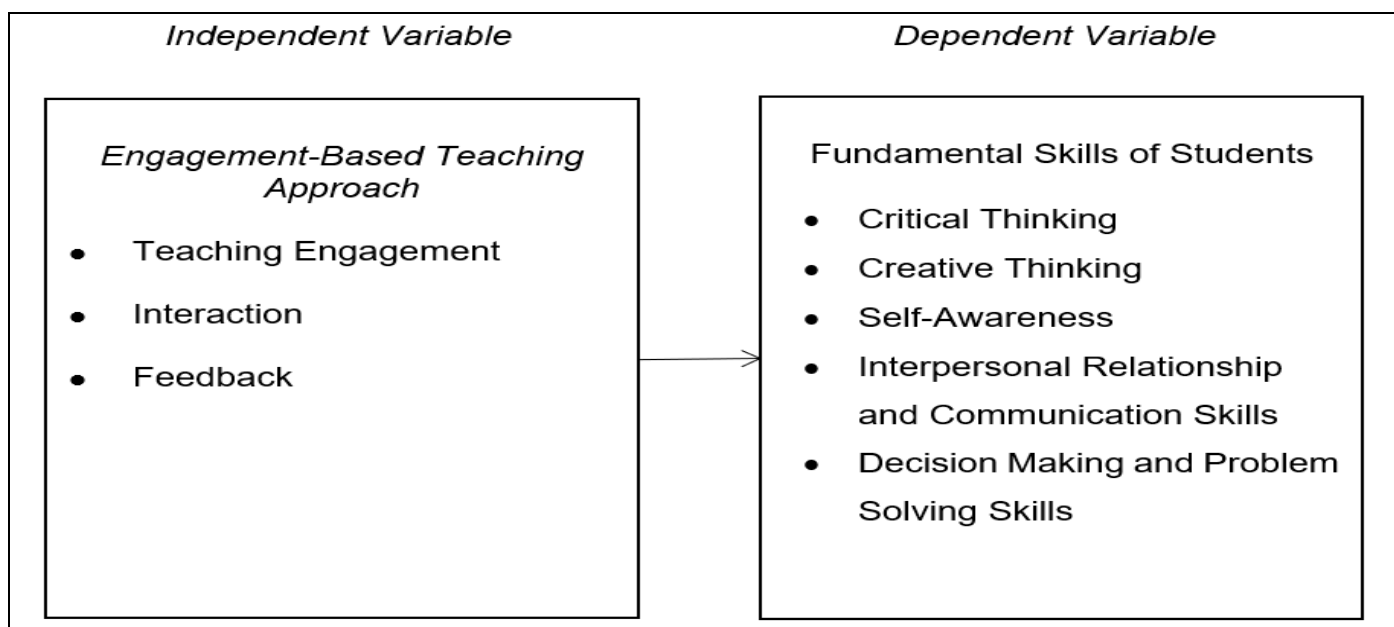 Independent Variable
Dependent Variable
Engagement-Based Teaching
Approach
• Teaching Engagement
• Interaction
• Feedback
Fundamental Skills of Students
• Critical Thinking
• Creative Thinking
• Self-Awareness
• Interpersonal Relationship
and Communication Skills
• Decision Making and Problem
Solving Skills